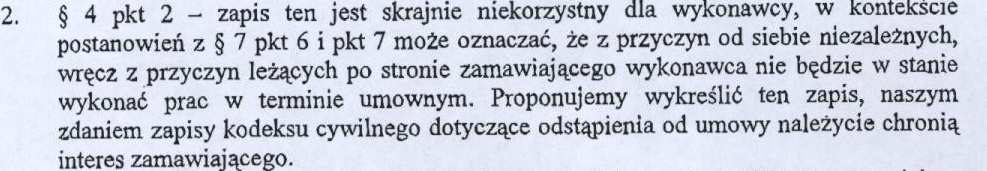 2. § 4 pkt 2 – zapis ten jest skrajnie niekorzystny dla wykonawcy, w kontekście
postanowień z § 7 pkt 6 i pkt 7 może oznaczać, że z przyczyn od siebie niezależnych,
wręcz z przyczyn leżących po stronie zamawiającego wykonawca nie będzie w stanie
wykonać prac w terminie umownym. Proponujemy wykreślić ten zapis, naszym
zdaniem zapisy kodeksu cywilnego dotyczące odstąpienia od umowy należycie chronią
interes zamawiającego.